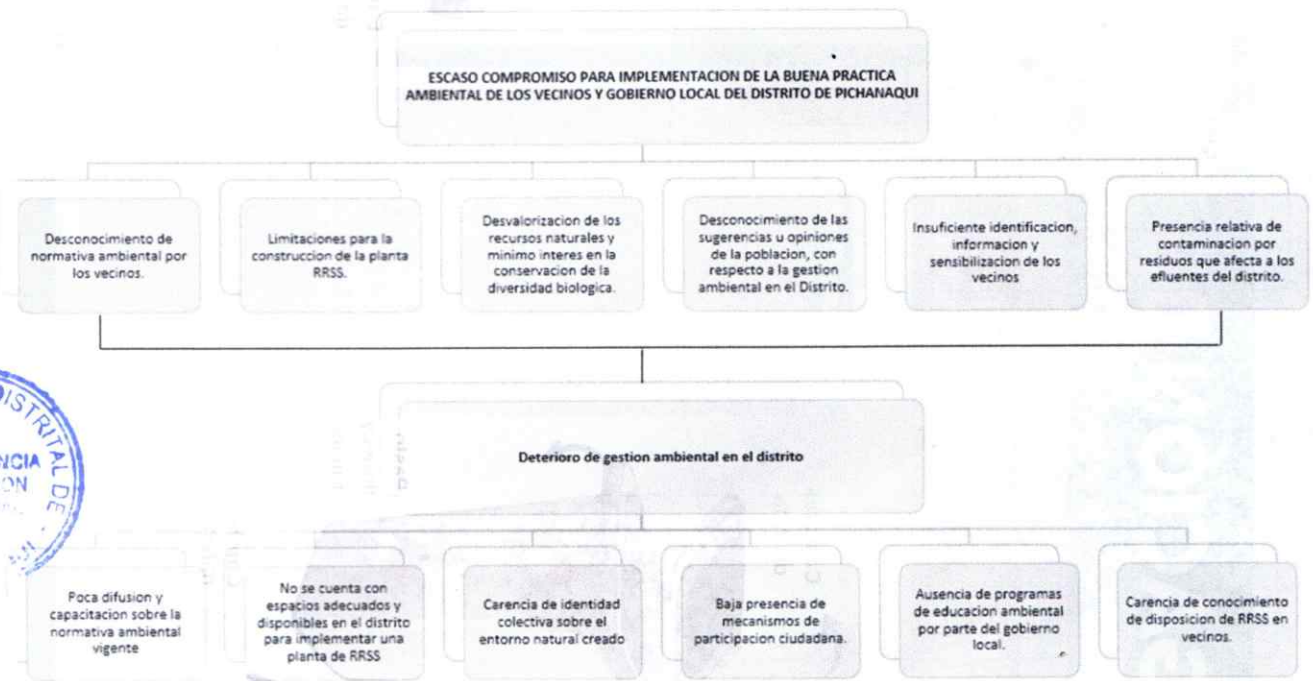 ESCASO COMPROMISO PARA IMPLEMENTACION DE LA BUENA PRACTICA
AMBIENTAL DE LOS VECINOS Y GOBIERNO LOCAL DEL DISTRITO DE PICHANAQUI
Desconocimiento de
normativa ambiental por
los vecinos.
Limitaciones para la
construccion de la planta
RRSS.
Desvalorizacion de los
recursos naturales y
minimo interes en la
conservacion de la
diversidad biologica.
Desconocimiento de las
sugerencias u opiniones
de la poblacion, con
respecto a la gestion
ambiental en el Distrito.
Insuficiente identificacion,
informacion y
sensibilizacion de los
vecinos
Presencia relativa de
contaminacion por
residuos que afecta a los
efluentes del distrito.
Deterioro de gestion ambiental en el distrito
Poca difusion y
capacitacion sobre la
normativa ambiental
vigente
No se cuenta con
espacios adecuados y
disponibles en el distrito
para implementar una
planta de RRSS
Carencia de identidad
colectiva sobre el
entorno natural creado
Baja presencia de
mecanismos de
participacion ciudadana.
Ausencia de programas
de educacion ambiental
por parte del gobierno
local.
Carencia de conocimiento
de disposicion de RRSS en
vecinos.
DISTRITAL DE